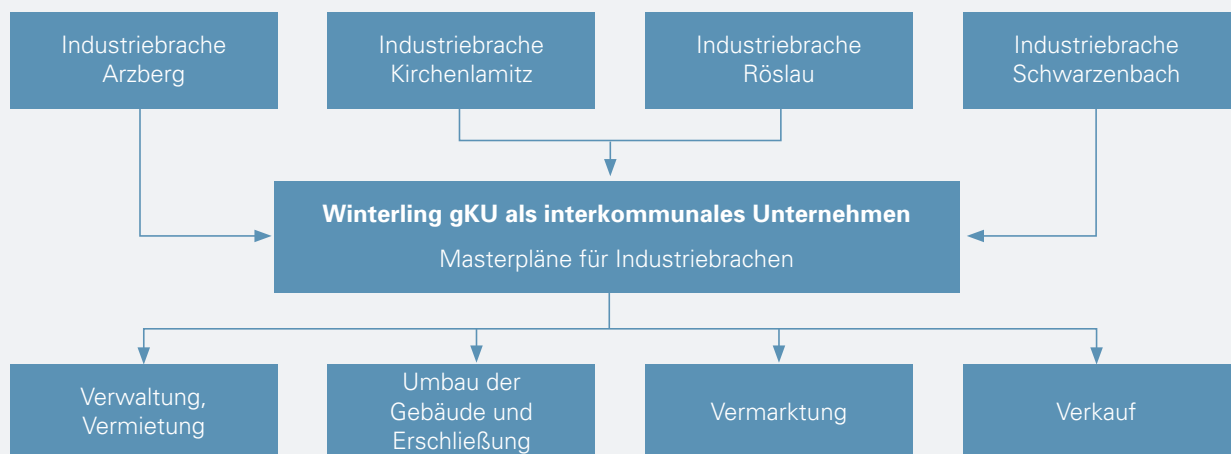 Industriebrache
Arzberg
Industriebrache
Kirchenlamitz
Industriebrache
Röslau
Industriebrache
Schwarzenbach
Winterling gKU als interkommunales Unternehmen
Masterpläne für Industriebrachen
Verwaltung,
Vermietung
Umbau der
Gebäude und
Erschließung
Vermarktung
Verkauf